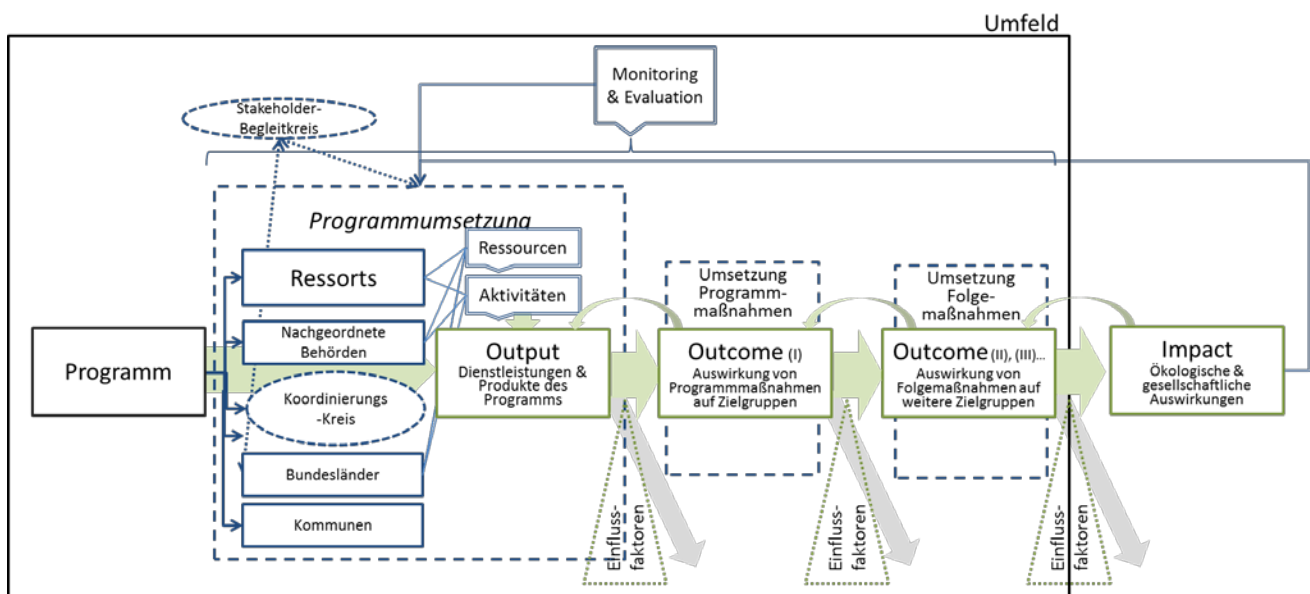 Umfeld
Monitoring
& Evaluation
Stakeholder-
Begleitkreis
Programmumsetzung
Ressorts
Ressourcen
Aktivitäten
Nachgeordnete
Behörden
Koordinierungs
-Kreis
Bundesländer
Kommunen
Programm
Output
Dienstleistungen &
Produkte des
Programms
Umsetzung
Programm-
maßnahmen
Outcome (I)
Auswirkung von
Programmmaßnahmen
auf Zielgruppen
Umsetzung
Folge-
maßnahmen
Outcome (II), (III)...
Auswirkung von
Folgemaßnahmen auf
weitere Zielgruppen
Impact
Ökologische &
gesellschaftliche
Auswirkungen
Einfluss-
faktoren
Einfluss-
faktoren
Einfluss-
faktoren